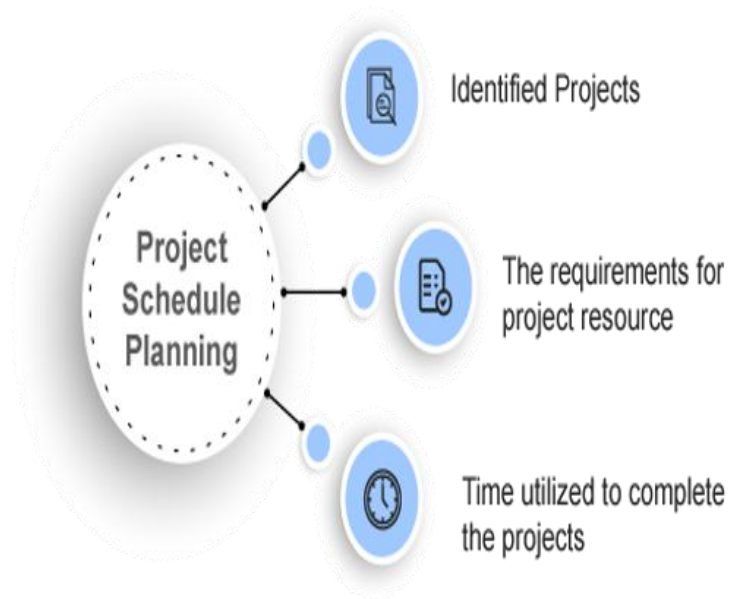 Project
Schedule
Planning
Identified Projects
The requirements for
project resource
Time utilized to complete
the projects